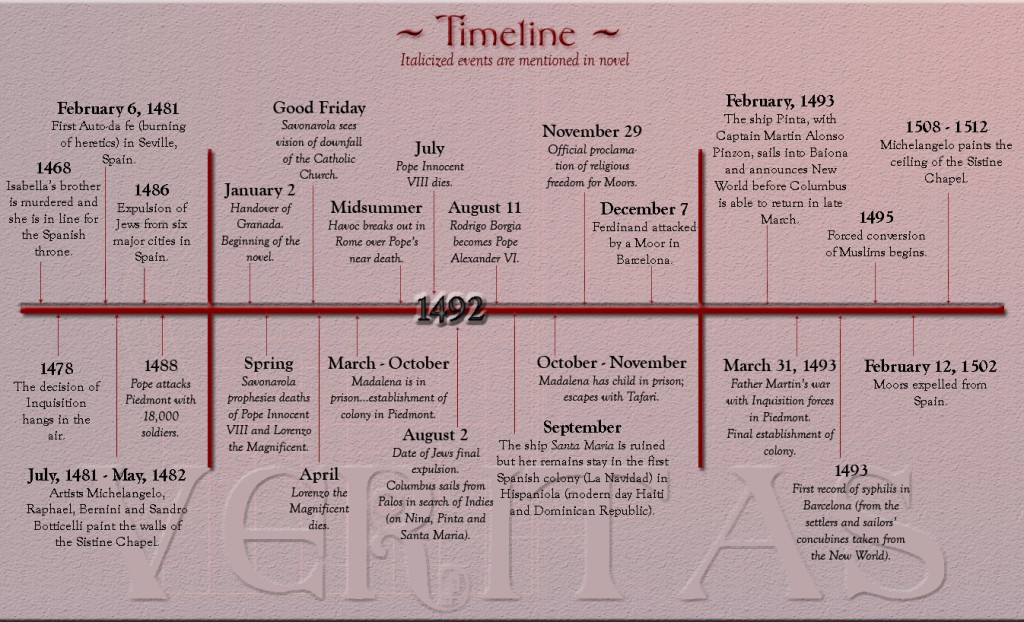 ~ Timeline ~
Italicized events are mentioned in novel
February 6, 1481
First Auto-da fe (burning
of heretics) in Seville,
Spain.
1468
Isabella's brother
is murdered and
she is in line for
the Spanish
throne.
1486
Expulsion of
Jews from six
major cities in
Spain.
Good Friday
Savonarola sees
vision of downfall
of the Catholic
Church.
January 2
Handover of
Granada.
Beginning of the
novel.
Midsummer
Havoc breaks out in
Rome over Pope's
near death.
July
Pope Innocent
VIII dies.
August 11
Rodrigo Borgia
becomes Pope
Alexander VI.
November 29
Official proclama-
tion of religious
freedom for Moors.
December 7
Ferdinand attacked
by a Moor in
Barcelona.
February, 1493
The ship Pinta, with
Captain Martin Alonso
Pinzon, sails into Baiona
and announces New
World before Columbus
is able to return in late
March.
1495
Forced conversion
of Muslims begins.
1508 - 1512
Michelangelo paints the
ceiling of the Sistine
Chapel.
1492
1478
The decision of
Inquisition
hangs in the
air.
1488
Pope attacks
Piedmont with
18,000
soldiers.
July, 1481 - May, 1482
Artists Michelangelo,
Raphael, Bernini and Sandro
Botticelli paint the walls of
the Sistine Chapel.
Spring
Savonarola
prophesies deaths
of Pope Innocent
VIII and Lorenzo
the Magnificent.
April
Lorenzo the
Magnificent
dies.
March - October
Madalena is in
prison...establishment of
colony in Piedmont.
August 2
Date of Jews final
expulsion.
Columbus sails from
Palos in search of Indies
(on Nina, Pinta and
Santa Maria).
October - November
Madalena has child in prison;
escapes with Tafari.
September
The ship Santa Maria is ruined
but her remains stay in the first
Spanish colony (La Navidad) in
Hispaniola (modern day Haiti
and Dominican Republic).
March 31, 1493
Father Martin's war
with Inquisition forces
in Piedmont.
Final establishment of
colony.
1493
First record of syphilis in
Barcelona (from the
settlers and sailors'
concubines taken from
the New World).
February 12, 1502
Moors expelled from
Spain.
VERITAS